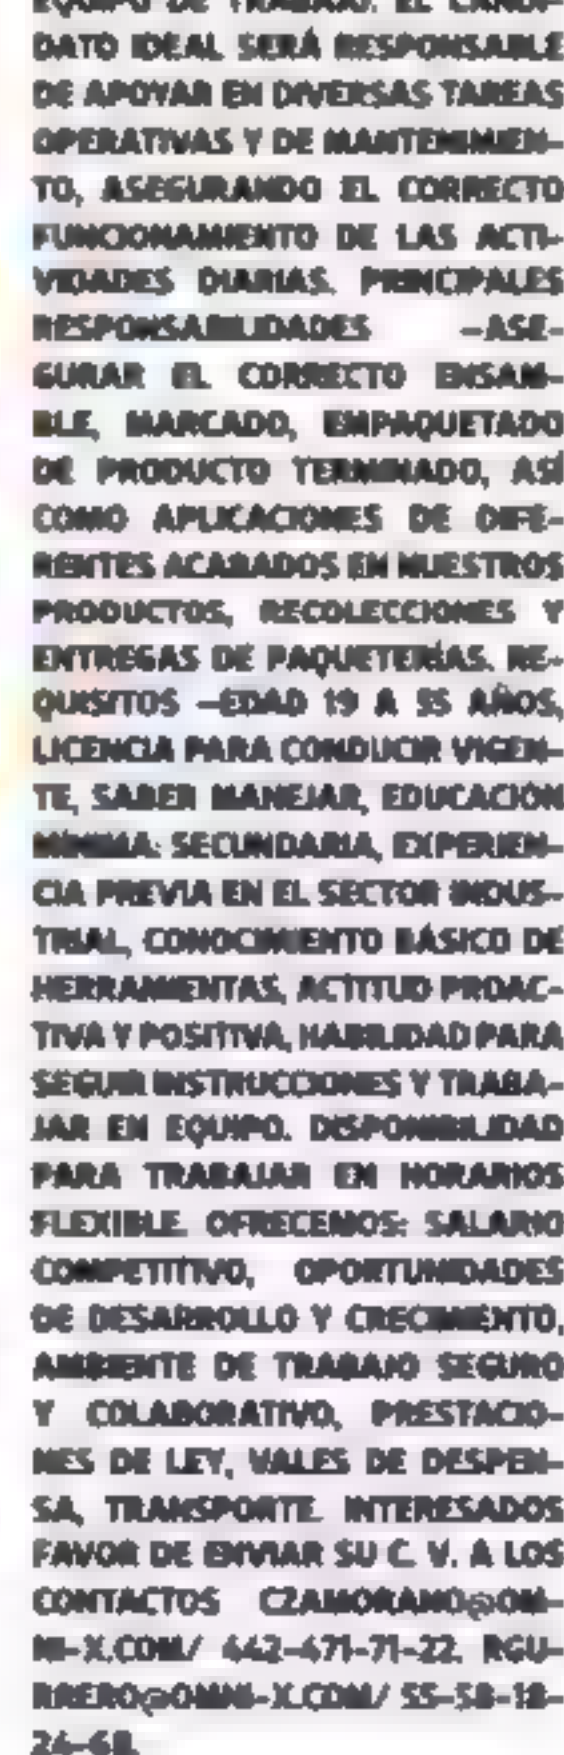 EQUIPO DE TRABAJO. EL CANDI-
DATO IDEAL SERÁ RESPONSABLE
DE APOYAR EN DIVERSAS TAREAS
OPERATIVAS Y DE MANTENIMIEN-
TO, ASEGURANDO EL CORRECTO
FUNCIONAMIENTO DE LAS ACTI-
VIDADES DIARIAS. PRINCIPALES
RESPONSABILIDADES -ASE-
GURAR EL CORRECTO ENSAM-
BLE, MARCADO, EMPAQUETADO
DE PRODUCTO TERMINADO, ASÍ
COMO APLICACIONES DE DIFE-
RENTES ACABADOS EN NUESTROS
PRODUCTOS, RECOLECCIONES Y
ENTREGAS DE PAQUETERÍAS. RE-
QUISITOS -EDAD 19 A 55 AÑOS,
LICENCIA PARA CONDUCIR VIGEN-
TE, SABER MANEJAR, EDUCACIÓN
MÍNIMA: SECUNDARIA, EXPERIEN-
CIA PREVIA EN EL SECTOR INDUS-
TRIAL, CONOCIMIENTO BÁSICO DE
HERRAMIENTAS, ACTITUD PROAC-
TIVA Y POSITIVA, HABILIDAD PARA
SEGUIR INSTRUCCIONES Y TRABA-
JAR EN EQUIPO. DISPONIBILIDAD
PARA TRABAJAR EN HORARIOS
FLEXIBLE. OFRECEMOS: SALARIO
COMPETITIVO, OPORTUNIDADES
DE DESARROLLO Y CRECIMIENTO,
AMBIENTE DE TRABAJO SEGURO
Y COLABORATIVO, PRESTACIO-
NES DE LEY, VALES DE DESPEN-
SA, TRANSPORTE. INTERESADOS
FAVOR DE ENVIAR SU C. V. A LOS
CONTACTOS CZAMORANO@OM-
NI-X.COM/ 442-471-71-22. RGU-
RRERO@OMNI-X.COM/ 55-58-18-
24-68.